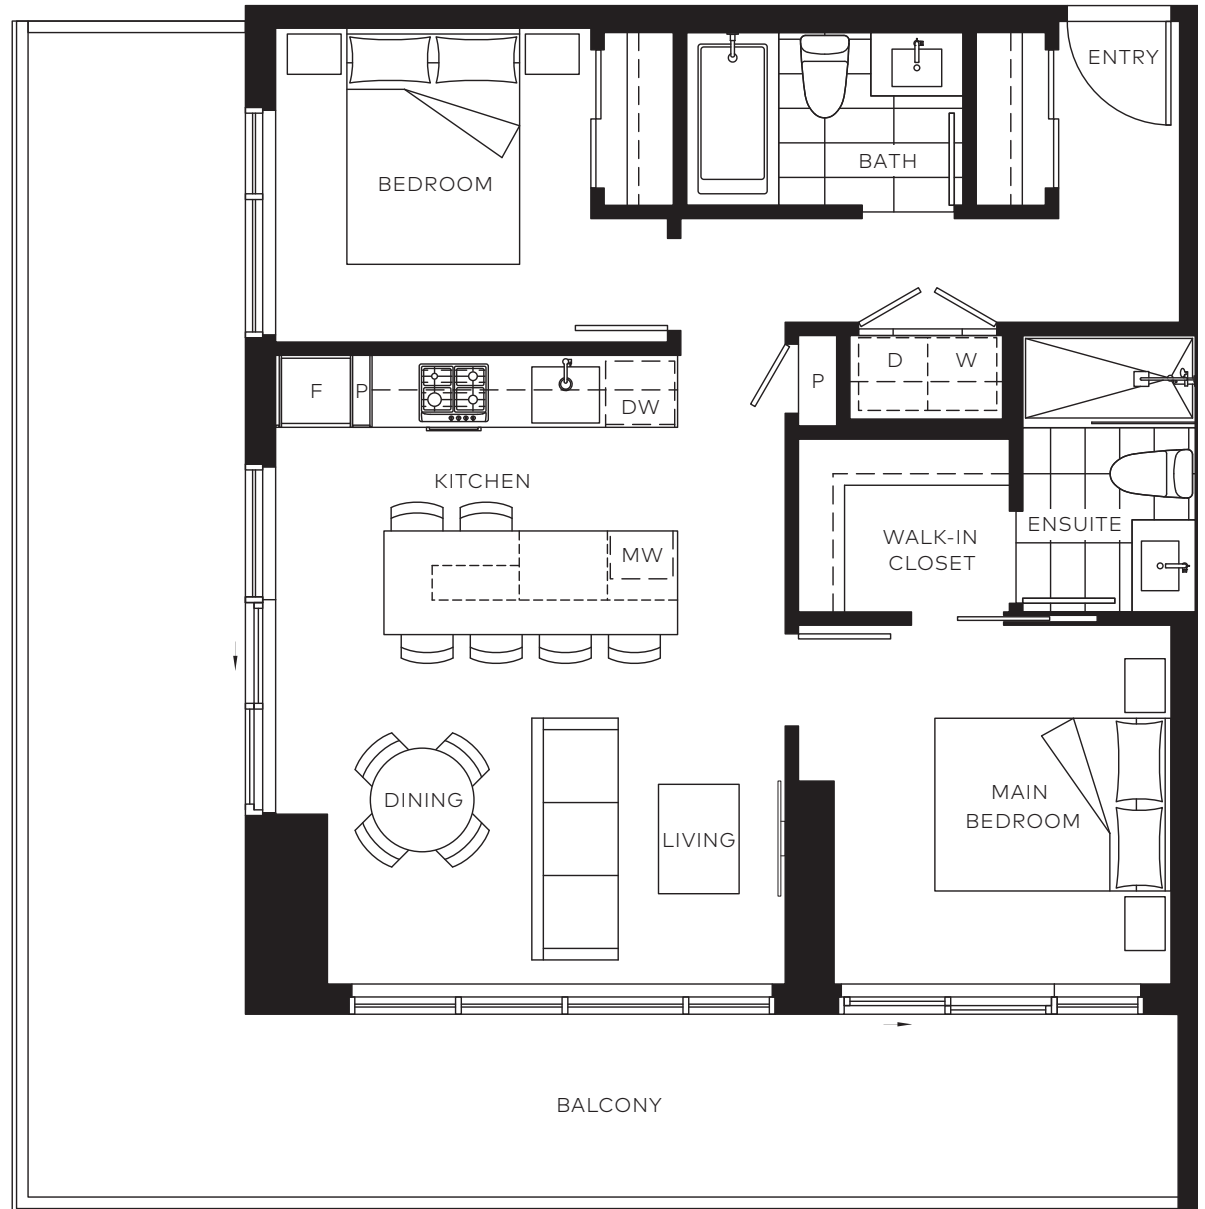 ENTRY
BATH
BEDROOM
D
W
P
F
P
DW
KITCHEN
ENSUITE
WALK-IN
CLOSET
MW
MAIN
BEDROOM
DINING
LIVING
BALCONY